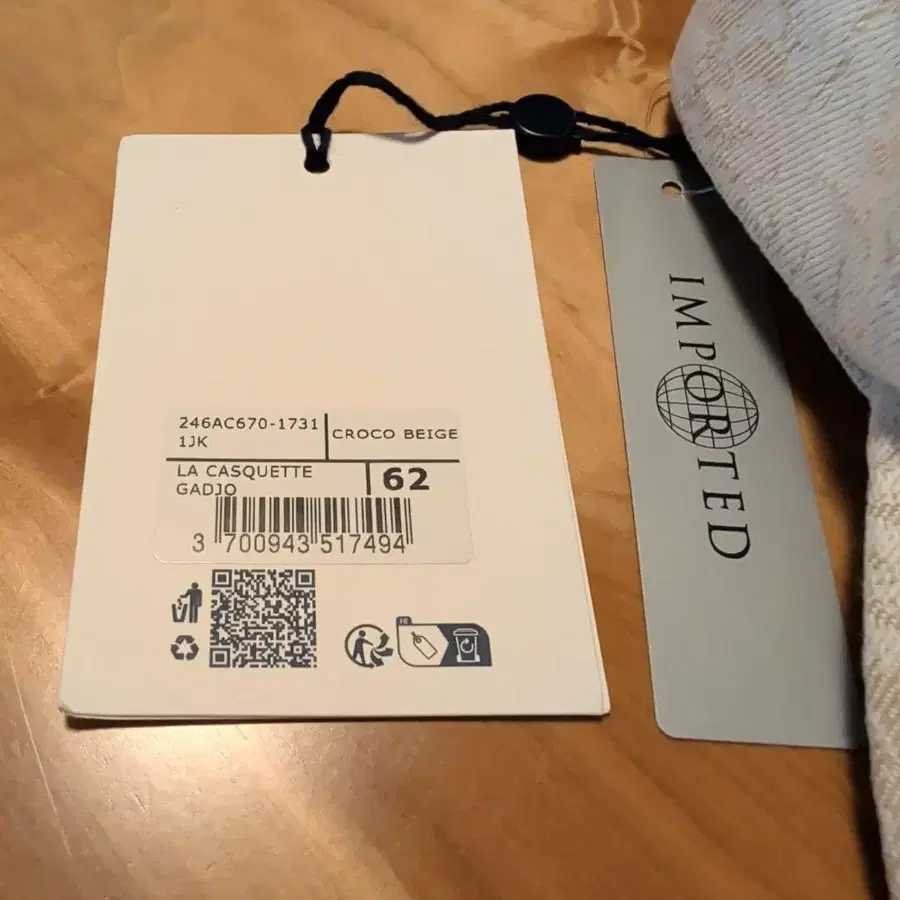 246AC670-1731
1JK
CROCO BEIGE
LA CASQUETTE
GADJO
62
3 700943 517494
IMPORTED